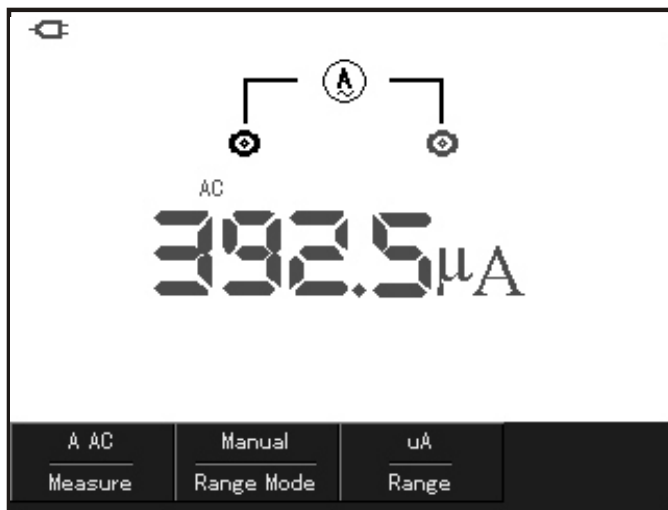 A
AC
392.5µA
A AC Manual uA
Measure Range Mode Range